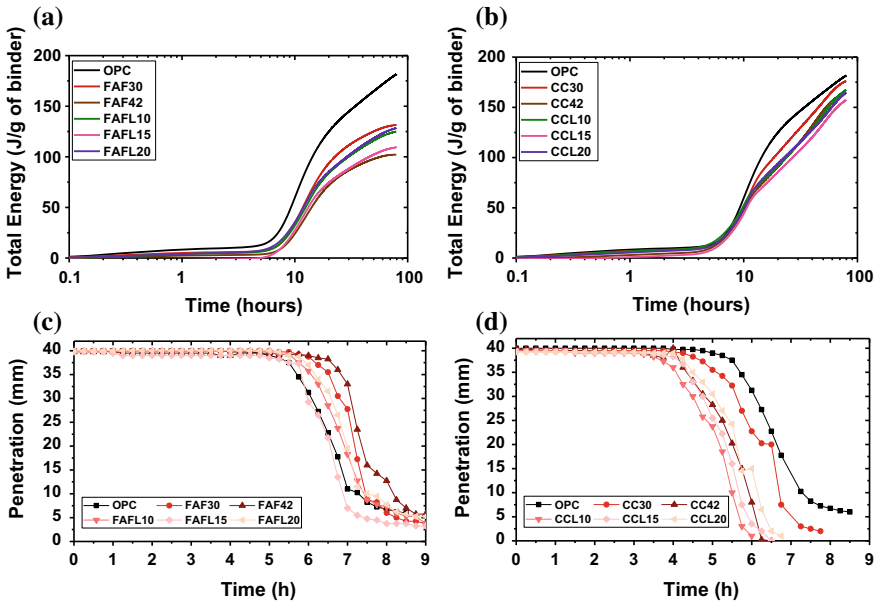 (a)
Total Energy (J/g of binder)
200
150
100
50
0
OPC
FAF30
FAF42
FAFL10
FAFL15
FAFL20
0.1
1
10
100
Time (hours)
(b)
Total Energy (J/g of binder)
200
150
100
50
0
OPC
CC30
CC42
CCL10
CCL15
CCL20
0.1
1
10
100
Time (hours)
(c)
Penetration (mm)
40
35
30
25
20
15
10
5
0
OPC FAF30 FAF42
FAFL10 FAFL15 FAFL20
0 1 2 3 4 5 6 7 8 9
Time (h)
(d)
Penetration (mm)
40
35
30
25
20
15
10
5
0
OPC CC30 CC42
CCL10 CCL15 CCL20
0 1 2 3 4 5 6 7 8 9
Time (h)